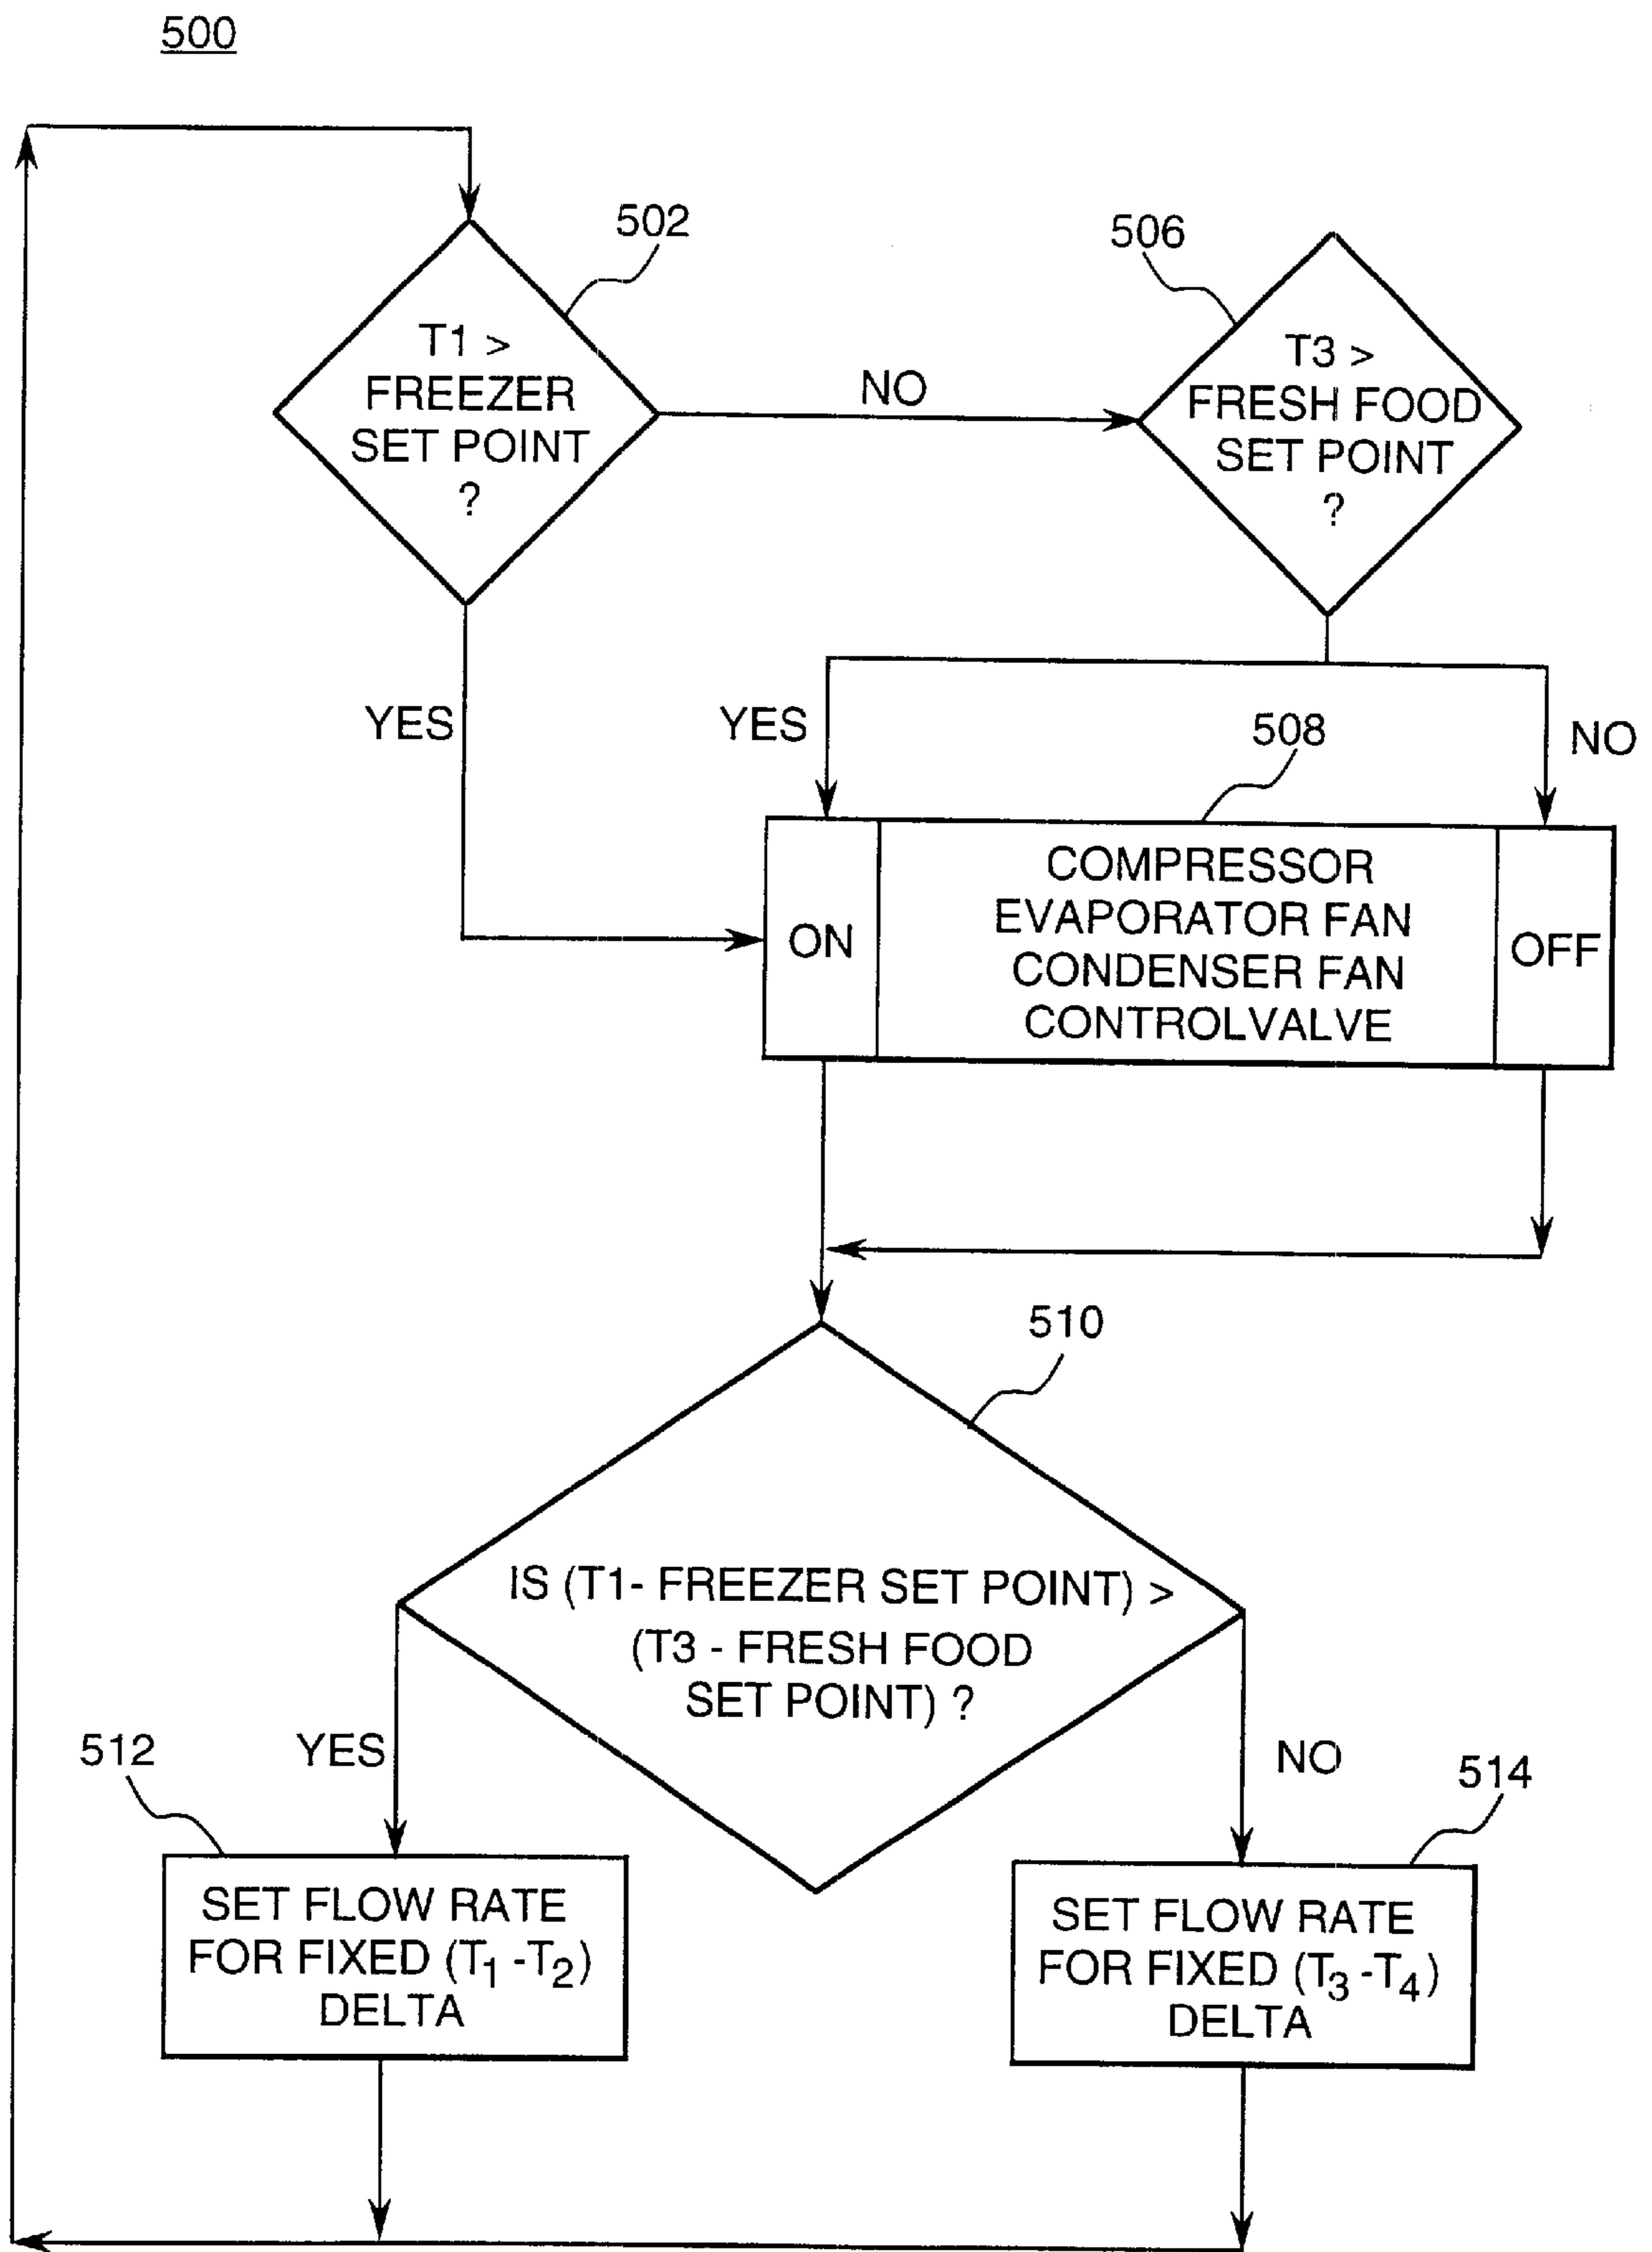 500
502
506
T1 >
FREEZER
SET POINT
?
NO
T3 >
FRESH FOOD
SET POINT
?
YES
YES
508
NO
ON
COMPRESSOR
EVAPORATOR FAN
CONDENSER FAN
CONTROLVALVE
OFF
510
IS (T1- FREEZER SET POINT) >
(T3 - FRESH FOOD
SET POINT) ?
512
YES
NO
514
SET FLOW RATE
FOR FIXED (T1 -T2)
DELTA
SET FLOW RATE
FOR FIXED (T3 -T4)
DELTA